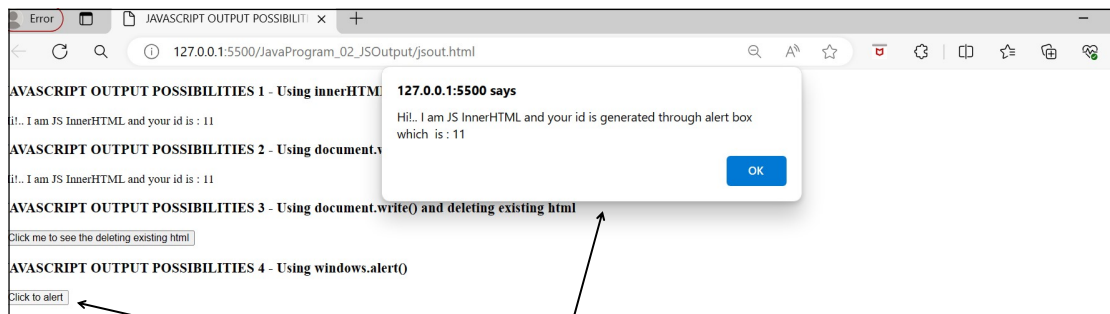 Error
JAVASCRIPT OUTPUT POSSIBILITI
127.0.0.1:5500/JavaProgram_02_JSOutput/jsout.html
AVASCRIPT OUTPUT POSSIBILITIES 1 - Using innerHTM
127.0.0.1:5500 says
Hi!.. I am JS InnerHTML and your id is generated through alert box
which is : 11
OK
i!.. I am JS InnerHTML and your id is : 11
AVASCRIPT OUTPUT POSSIBILITIES 2 - Using document.w
i!.. I am JS InnerHTML and your id is : 11
AVASCRIPT OUTPUT POSSIBILITIES 3 - Using document.write() and deleting existing html
Click me to see the deleting existing html
AVASCRIPT OUTPUT POSSIBILITIES 4 - Using windows.alert()
Click to alert